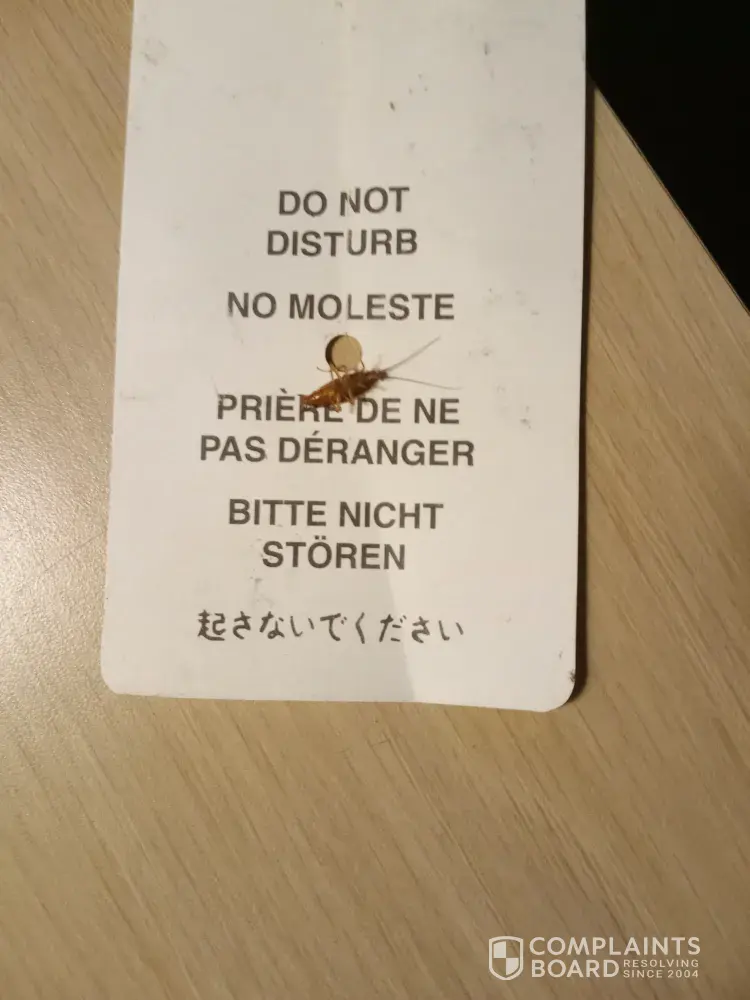 DO NOT
DISTURB
NO MOLESTE
PRIÈRE DE NE
PAS DÉRANGER
BITTE NICHT
STÖREN
起さないでください
COMPLAINTS
BOARD RESOLVING
SINCE 2004